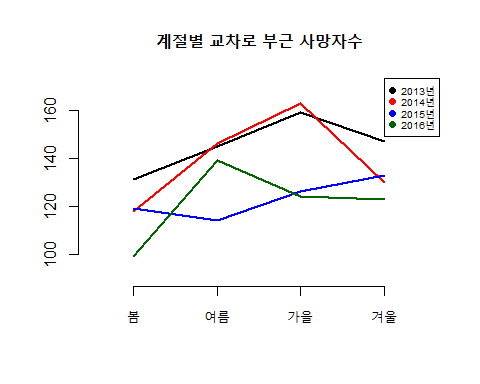 계절별 교차로 부근 사망자수
2013년
2014년
2015년
2016년
160
140
120
100
봄 여름 가을 겨울